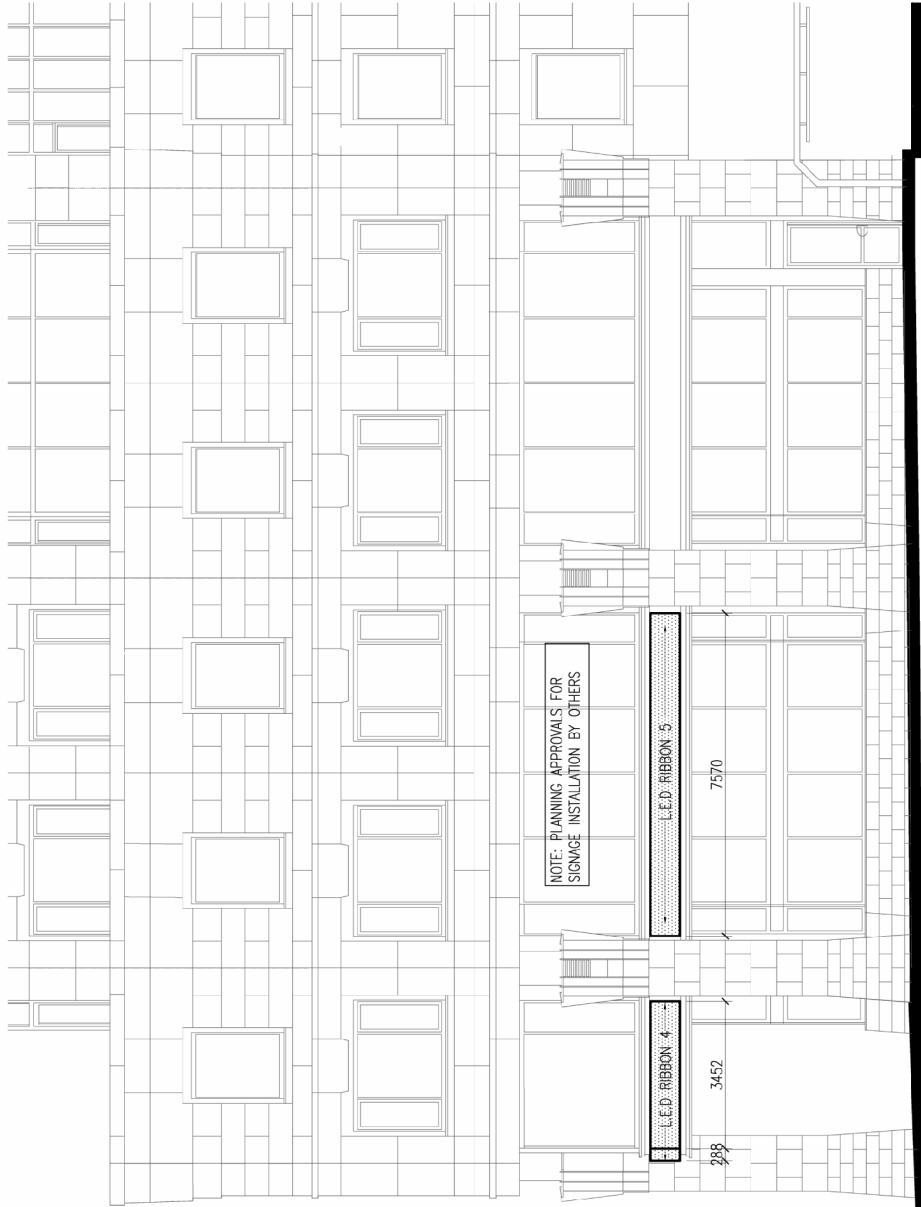 NOTE: PLANNING APPROVALS FOR
SIGNAGE INSTALLATION BY OTHERS
L.E.D RIBBON 4
L.E.D RIBBON 5
288
3452
7570